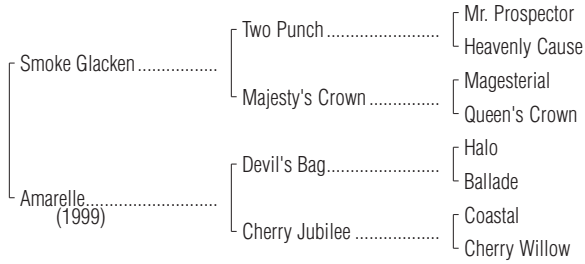 Mr. Prospector
Two Punch ........................
Heavenly Cause
Smoke Glacken ................
Magesterial
Majesty's Crown ...............
Queen's Crown
Halo
Devil's Bag ........................
Ballade
Amarelle............................
(1999)
Coastal
Cherry Jubilee ..................
Cherry Willow